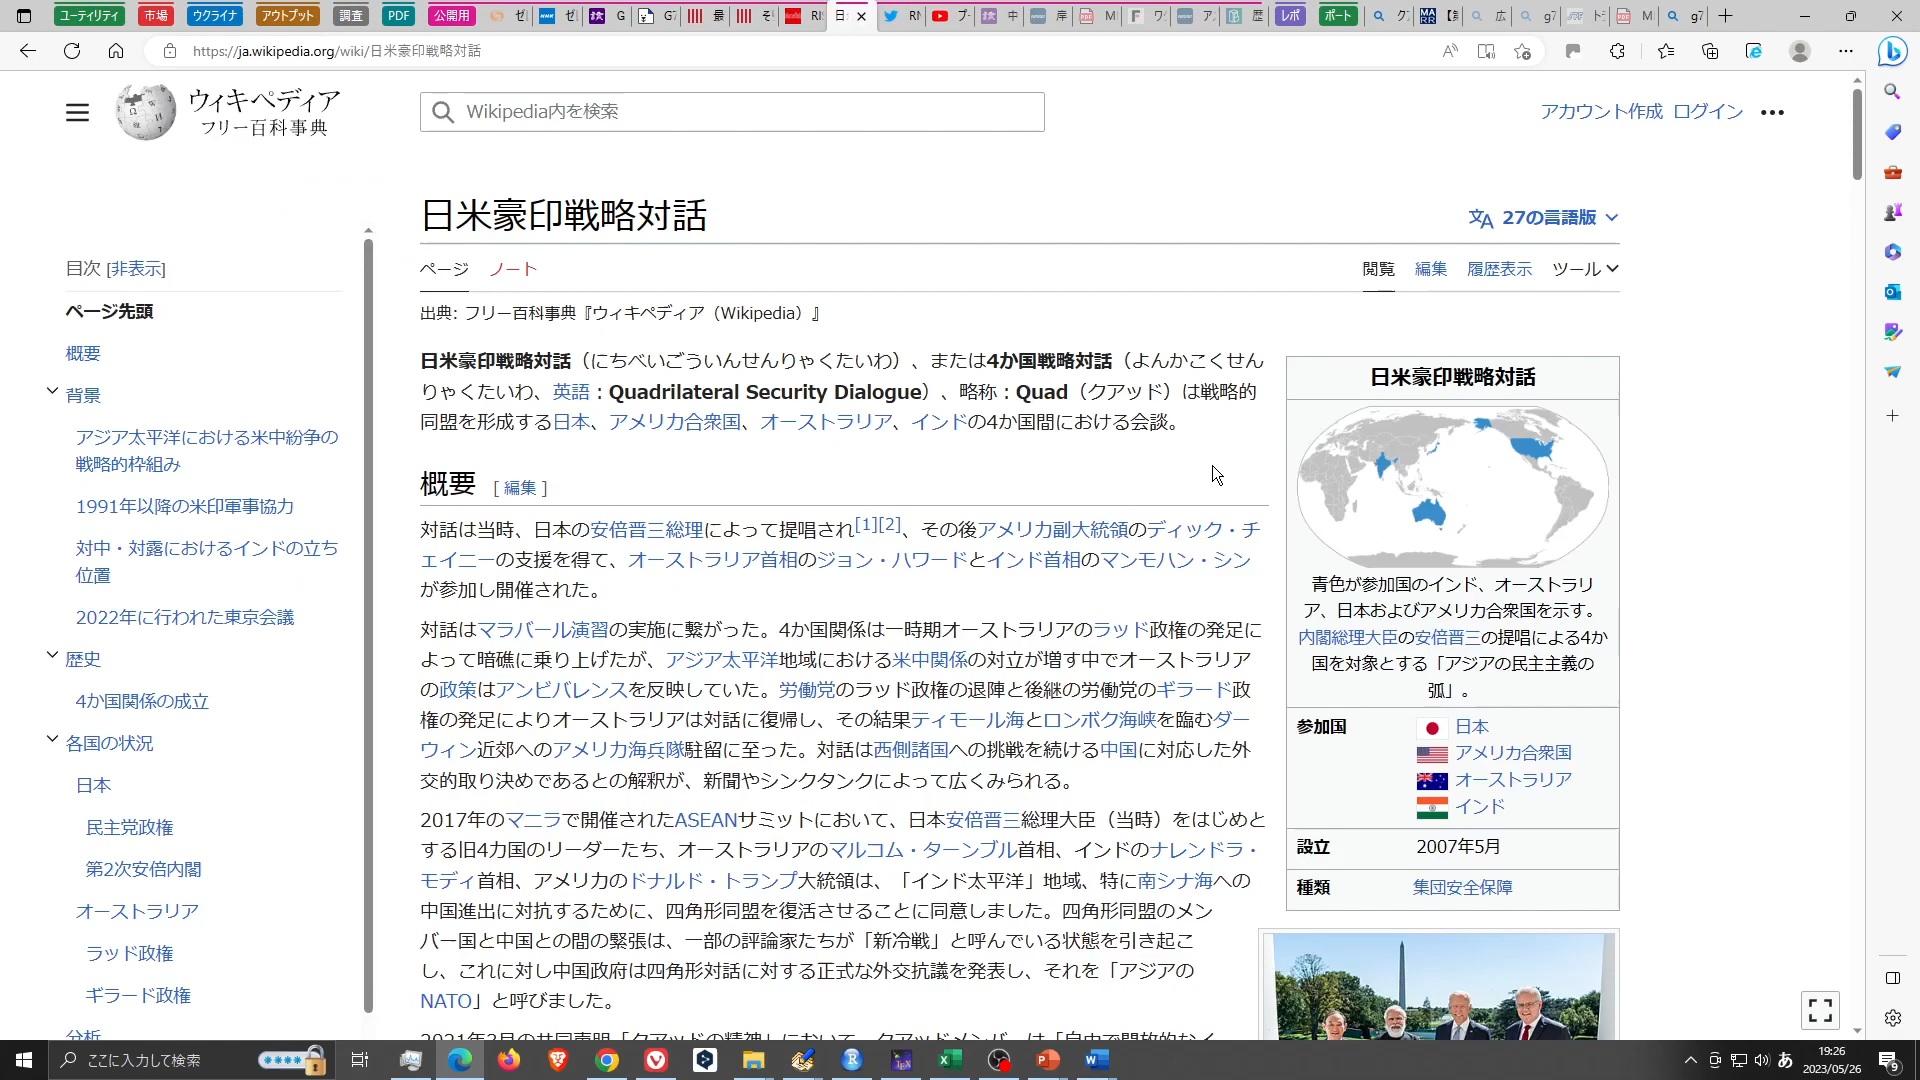 ユーティリティ 市場 ウクライナ アウトプット 調査 PDF 公開用 レポ ポート
https://ja.wikipedia.org/wiki/日米豪印戦略対話
ウィキペディア
フリー百科事典
Wikipedia内を検索
アカウント作成 ログイン
日米豪印戦略対話
27の言語版
ページ ノート
閲覧 編集 履歴表示 ツール
出典: フリー百科事典『ウィキペディア（Wikipedia）』
目次 [非表示]
ページ先頭
概要
背景
アジア太平洋における米中紛争の
戦略的枠組み
1991年以降の米印軍事協力
対中・対露におけるインドの立ち
位置
2022年に行われた東京会議
歴史
4か国関係の成立
各国の状況
日本
民主党政権
第2次安倍内閣
オーストラリア
ラッド政権
ギラード政権
分析
日米豪印戦略対話（にちべいごういんせんりゃくたいわ）、または4か国戦略対話（よんかこくせん
りゃくたいわ、英語：Quadrilateral Security Dialogue）、略称：Quad（クアッド）は戦略的
同盟を形成する日本、アメリカ合衆国、オーストラリア、インドの4か国間における会談。
概要 [ 編集 ]
対話は当時、日本の安倍晋三総理によって提唱され[1][2]、その後アメリカ副大統領のディック・チ
ェイニーの支援を得て、オーストラリア首相のジョン・ハワードとインド首相のマンモハン・シン
が参加し開催された。
対話はマラバール演習の実施に繋がった。4か国関係は一時期オーストラリアのラッド政権の発足に
よって暗礁に乗り上げたが、アジア太平洋地域における米中関係の対立が増す中でオーストラリア
の政策はアンビバレンスを反映していた。労働党のラッド政権の退陣と後継の労働党のギラード政
権の発足によりオーストラリアは対話に復帰し、その結果ティモール海とロンボク海峡を臨むダー
ウィン近郊へのアメリカ海兵隊駐留に至った。対話は西側諸国への挑戦を続ける中国に対応した外
交的取り決めであるとの解釈が、新聞やシンクタンクによって広くみられる。
2017年のマニラで開催されたASEANサミットにおいて、日本安倍晋三総理大臣（当時）をはじめと
する旧4カ国のリーダーたち、オーストラリアのマルコム・ターンブル首相、インドのナレンドラ・
モディ首相、アメリカのドナルド・トランプ大統領は、「インド太平洋」地域、特に南シナ海への
中国進出に対抗するために、四角形同盟を復活させることに同意しました。四角形同盟のメン
バー国と中国との間の緊張は、一部の評論家たちが「新冷戦」と呼んでいる状態を引き起こ
し、これに対し中国政府は四角形対話に対する正式な外交抗議を発表し、それを「アジアの
NATO」と呼びました。
2021年3月の共同声明「クアッドの精神」において、クアッドメンバーは「自由で開放的なイ
日米豪印戦略対話
青色が参加国のインド、オーストラリ
ア、日本およびアメリカ合衆国を示す。
内閣総理大臣の安倍晋三の提唱による4か
国を対象とする「アジアの民主主義の
弧」。
参加国 日本
アメリカ合衆国
オーストラリア
インド
設立 2007年5月
種類 集団安全保障
ここに入力して検索
あ
19:26
2023/05/26
9